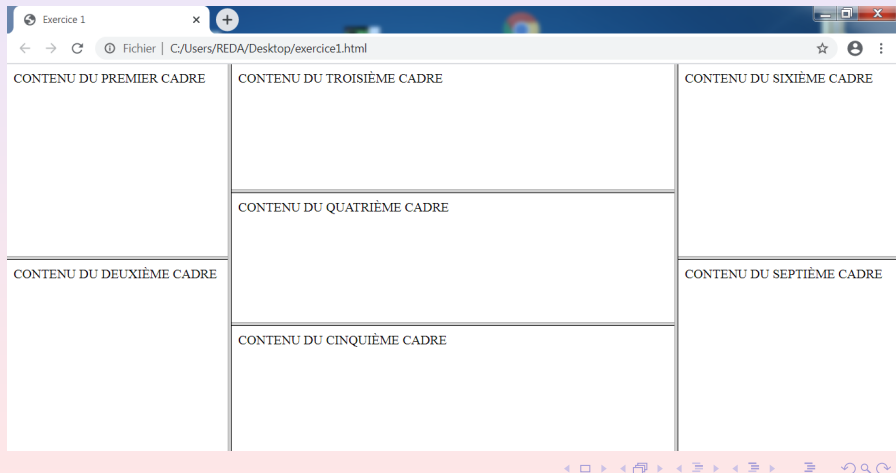 Exercice 1
Fichier | C:/Users/REDA/Desktop/exercice1.html
CONTENU DU PREMIER CADRE
CONTENU DU DEUXIÈME CADRE
CONTENU DU TROISIÈME CADRE
CONTENU DU QUATRIÈME CADRE
CONTENU DU CINQUIÈME CADRE
CONTENU DU SIXIÈME CADRE
CONTENU DU SEPTIÈME CADRE